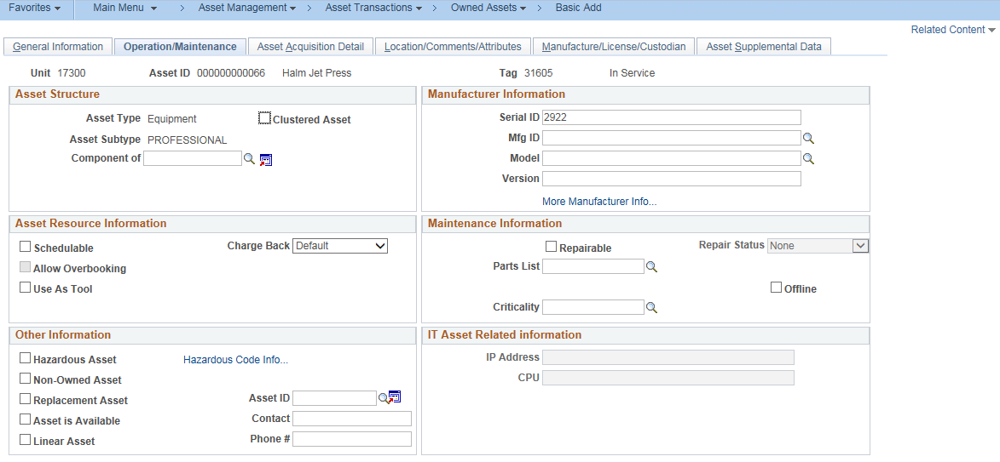 Favorites Main Menu > Asset Management > Asset Transactions > Owned Assets > Basic Add
Related Content
General Information Operation/Maintenance Asset Acquisition Detail Location/Comments/Attributes Manufacture/License/Custodian Asset Supplemental Data
Unit 17300 Asset ID 000000000066 Halm Jet Press Tag 31605 In Service
Asset Structure
Asset Type Equipment Clustered Asset
Asset Subtype PROFESSIONAL
Component of
Manufacturer Information
Serial ID 2922
Mfg ID
Model
Version
More Manufacturer Info...
Asset Resource Information
Schedulable Charge Back Default
Allow Overbooking
Use As Tool
Maintenance Information
Repairable Repair Status None
Parts List
Offline
Criticality
Other Information
Hazardous Asset Hazardous Code Info...
Non-Owned Asset
Replacement Asset Asset ID
Asset is Available Contact
Linear Asset Phone #
IT Asset Related information
IP Address
CPU